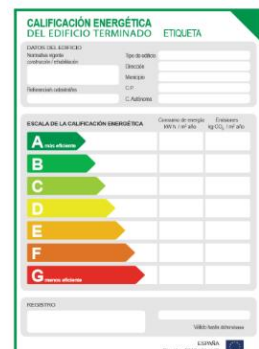 CALIFICACIÓN ENERGÉTICA
DEL EDIFICIO TERMINADO ETIQUETA
DATOS DEL EDIFICIO
Normativa vigente
construcción / rehabilitación
Tipo de edificio
Dirección
Municipio
Referencia/s catastral/es
C.P.
C. Autónoma
ESCALA DE LA CALIFICACIÓN ENERGÉTICA
Consumo de energía
kW h / m² año
Emisiones
kg CO₂ / m² año
A más eficiente
B
C
D
E
F
G menos eficiente
REGISTRO
Válido hasta dd/mm/aaaa
ESPAÑA